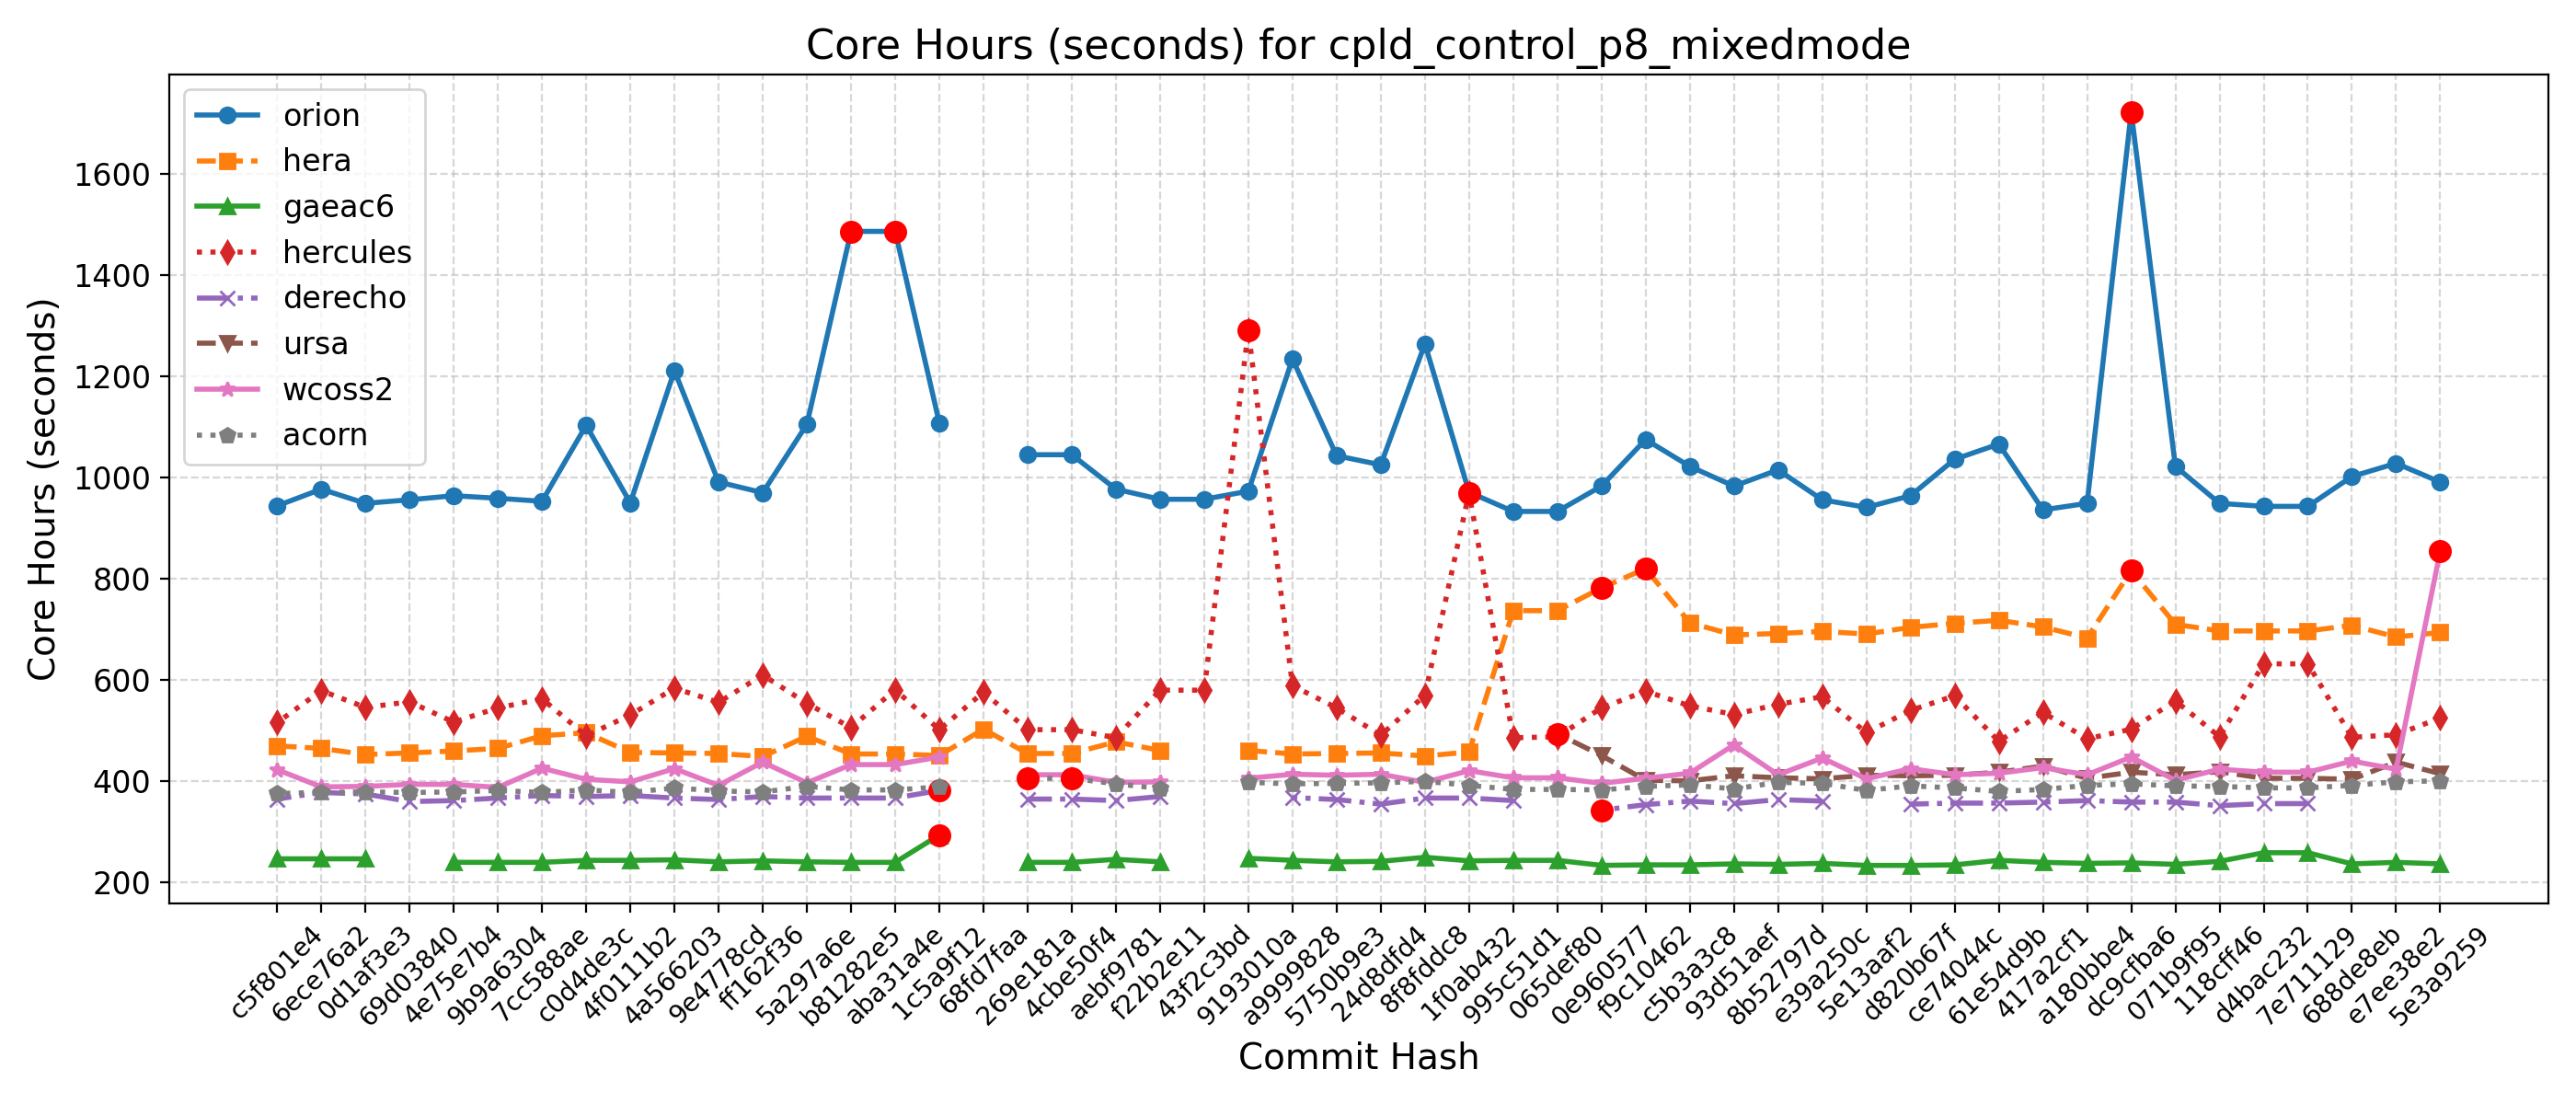 Core Hours (seconds) for cpld_control_p8_mixedmode
orion
hera
gaeac6
hercules
derecho
ursa
wcoss2
acorn
Core Hours (seconds)
1600
1400
1200
1000
800
600
400
200
c5f801e4
6ece76a2
0d1af3e3
69d03840
4e75e7b4
9b9a6304
7cc588ae
c0d4de3c
4f0111b2
4a566203
9e4778cd
ff162f36
5a297a6e
b81282e5
aba31a4e
1c5a9f12
68fd7faa
269e181a
4cbe50f4
aebf9781
f22b2e11
43f2c3bd
9193010a
a9999828
5750b9e3
24d8dfd4
8f8fddc8
1f0ab432
995c51d1
065def80
0e960577
f9c10462
c5b3a3c8
93d51aef
8b52797d
e39a250c
5e13aaf2
d820b67f
ce74044c
61e54d9b
417a2cf1
a180bbe4
dc9cfba6
071b9f95
118cff46
d4bac232
7e711129
688de8eb
e7ee38e2
5e3a9259
Commit Hash